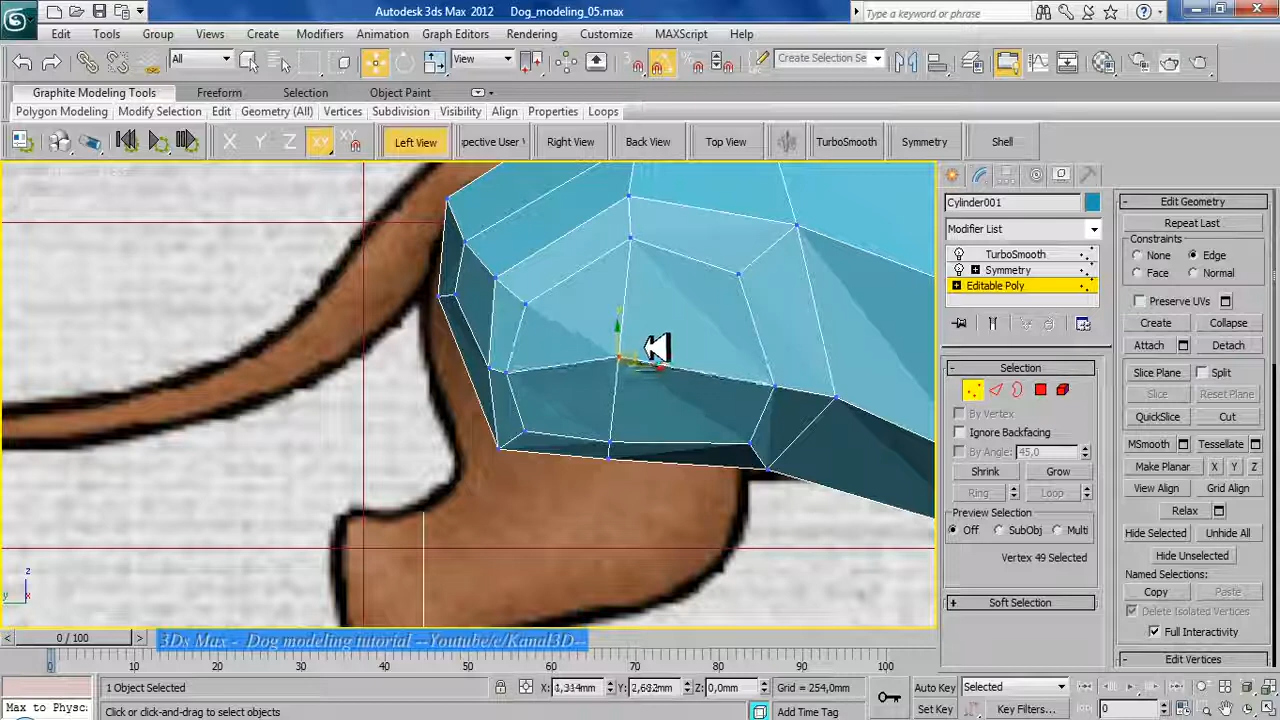 Autodesk 3ds Max 2012 Dog_modeling_05.max
Type a keyword or phrase
Edit Tools Group Views Create Modifiers Animation Graph Editors Rendering Customize MAXScript Help
All View Create Selection Se
Graphite Modeling Tools Freeform Selection Object Paint
Polygon Modeling Modify Selection Edit Geometry (All) Vertices Subdivision Visibility Align Properties Loops
X Y Z XY XY Left View pective User V Right View Back View Top View TurboSmooth Symmetry Shell
Cylinder001
Modifier List
TurboSmooth
Symmetry
Editable Poly
Selection
By Vertex
Ignore Backfacing
By Angle: 45,0
Shrink Grow
Ring Loop
Preview Selection
Off SubObj Multi
Vertex 49 Selected
Soft Selection
Edit Geometry
Repeat Last
Constraints
None Edge
Face Normal
Preserve UVs
Create Collapse
Attach Detach
Slice Plane Split
Slice Reset Plane
QuickSlice Cut
MSmooth Tessellate
Make Planar X Y Z
View Align Grid Align
Relax
Hide Selected Unhide All
Hide Unselected
Named Selections:
Copy Paste
Delete Isolated Vertices
Full Interactivity
Edit Vertices
z
y x
0 / 100
3Ds Max - Dog modeling tutorial --Youtube/c/Kanal3D--
0 10 20 30 40 50 60 70 80 90 100
1 Object Selected X: 1,314mm Y: 2,682mm Z: 0,0mm Grid = 254,0mm Auto Key Selected
Max to Physc: Click or click-and-drag to select objects Add Time Tag Set Key Key Filters... 0